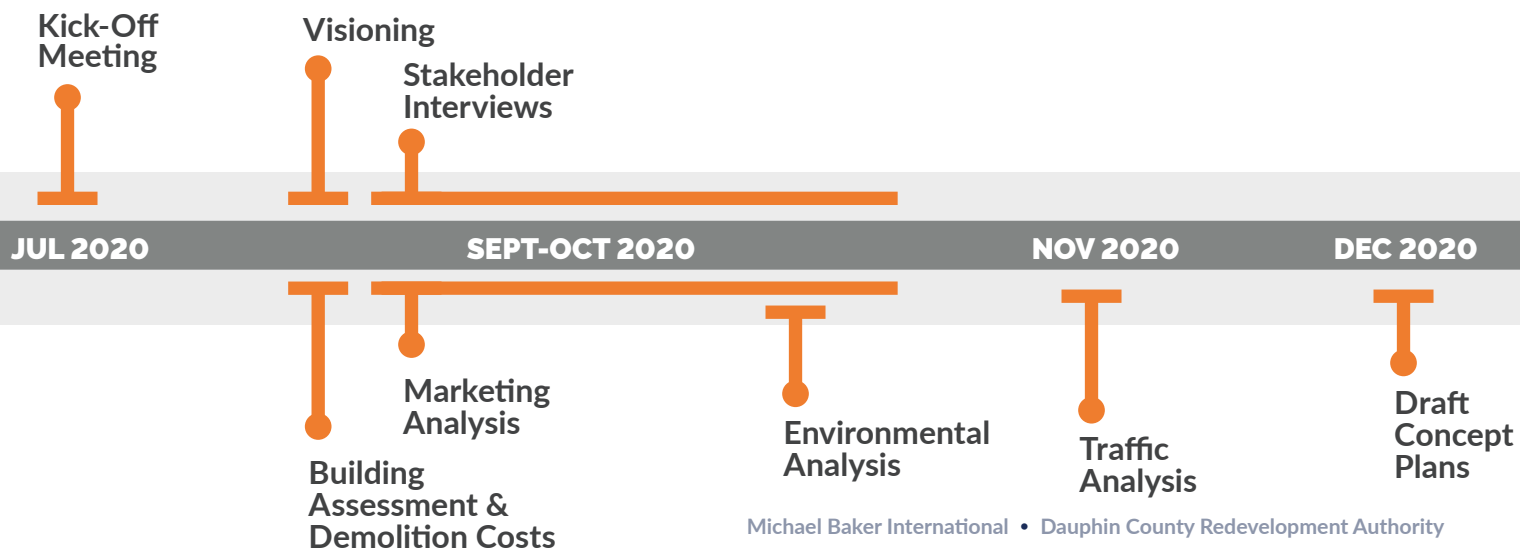 Kick-Off
Meeting
Visioning
Stakeholder
Interviews
JUL 2020
SEPT-OCT 2020
NOV 2020
DEC 2020
Marketing
Analysis
Building
Assessment &
Demolition Costs
Environmental
Analysis
Traffic
Analysis
Draft
Concept
Plans
Michael Baker International • Dauphin County Redevelopment Authority